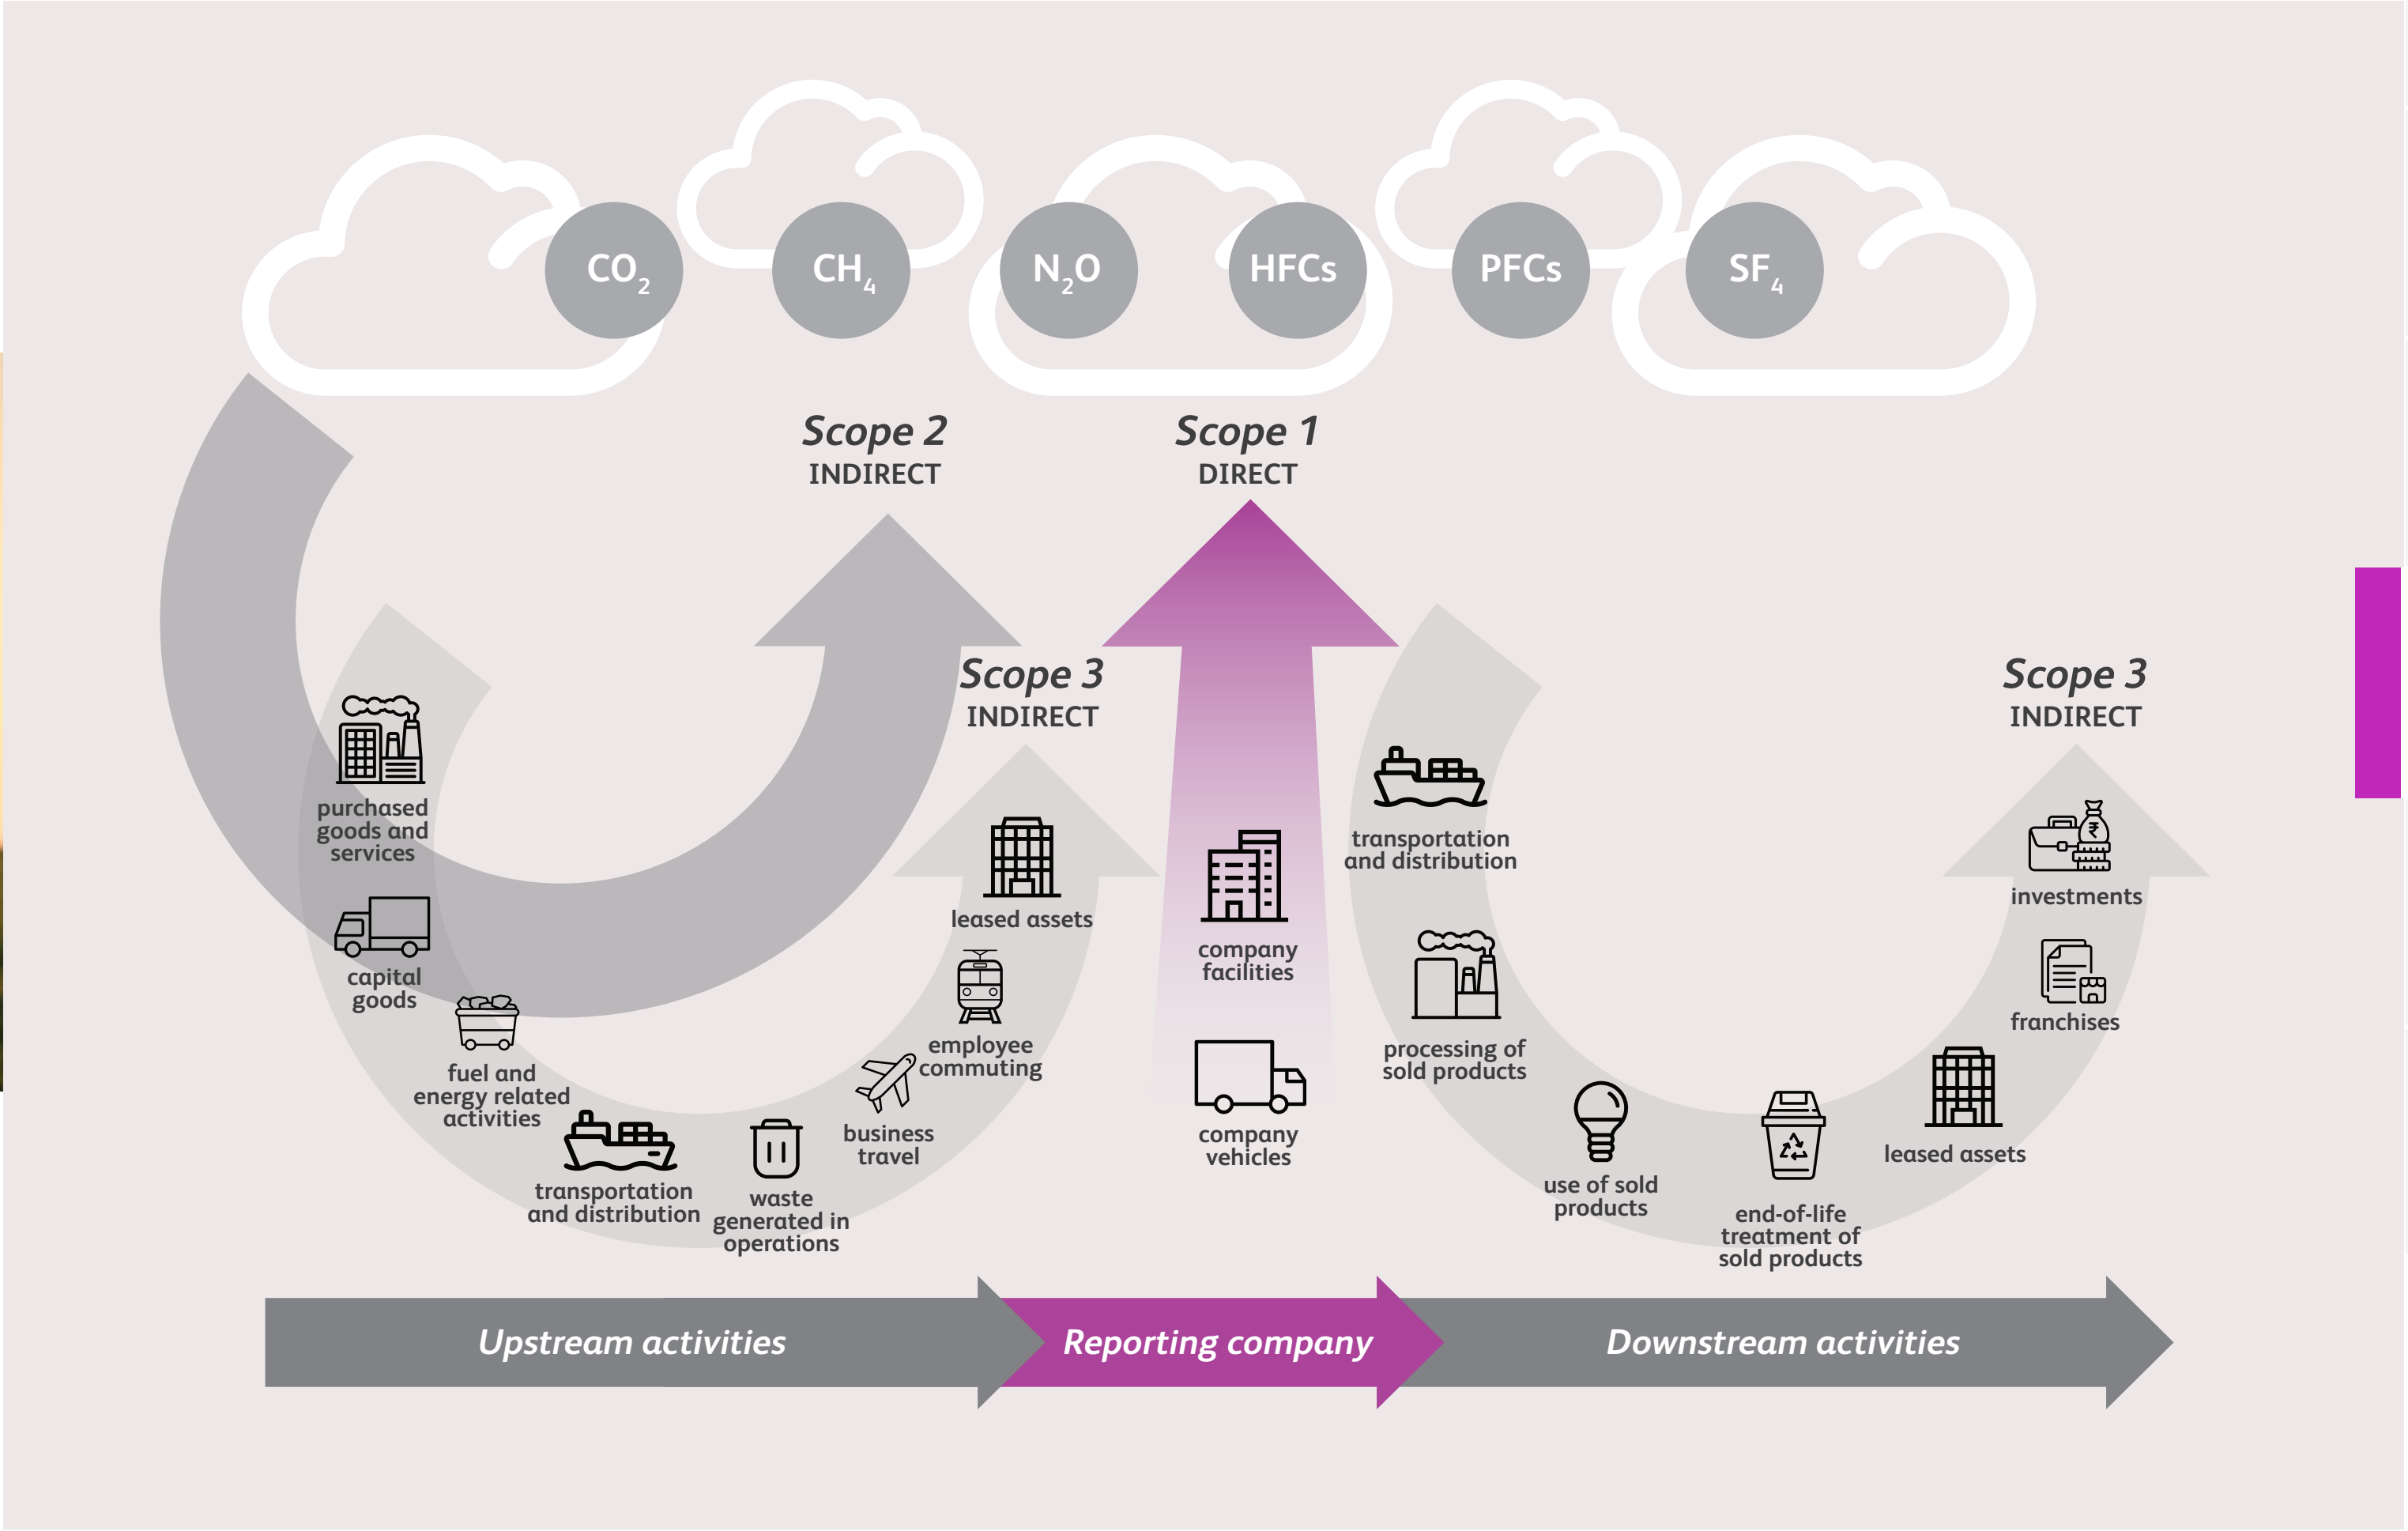 CO₂
CH₄
N₂O
HFCs
PFCs
SF₄
Scope 2
INDIRECT
Scope 1
DIRECT
Scope 3
INDIRECT
Scope 3
INDIRECT
purchased
goods and
services
capital
goods
fuel and
energy related
activities
transportation
and distribution
waste
generated in
operations
business
travel
employee
commuting
leased assets
company
facilities
company
vehicles
transportation
and distribution
processing of
sold products
use of sold
products
end-of-life
treatment of
sold products
leased assets
franchises
₹
investments
Upstream activities
Reporting company
Downstream activities